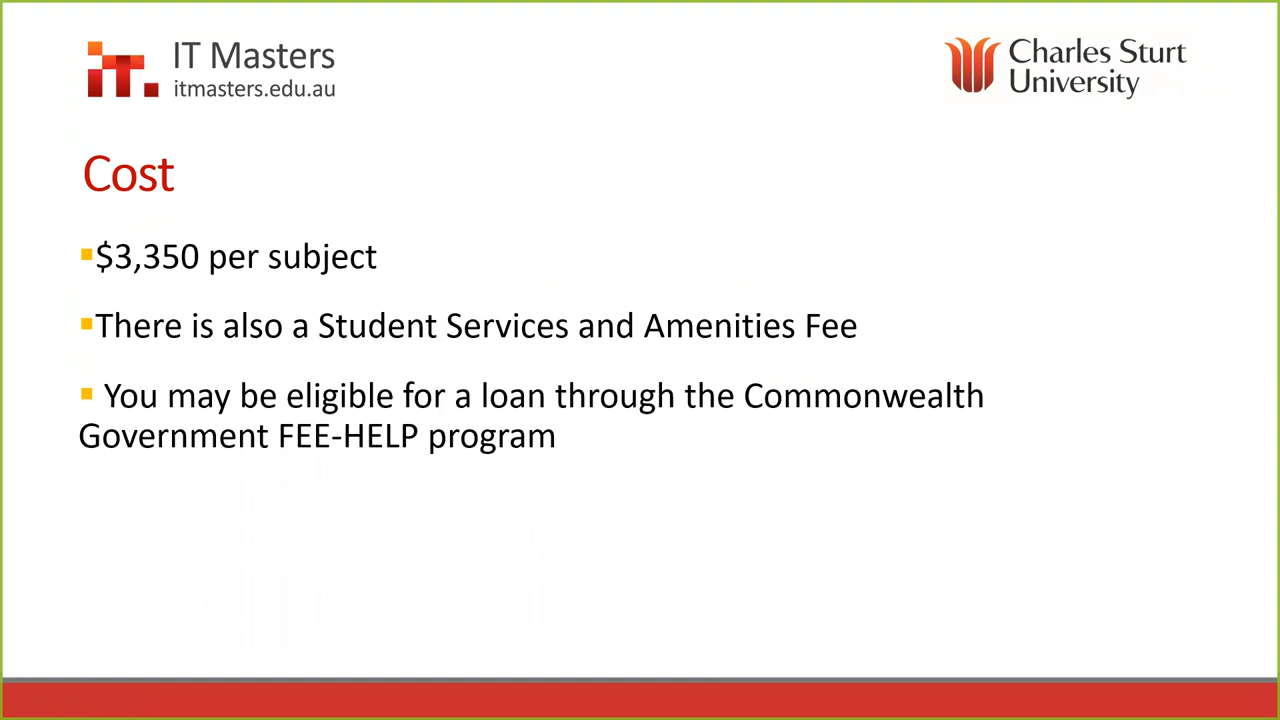 IT Masters
itmasters.edu.au
Charles Sturt
University
Cost
$3,350 per subject
There is also a Student Services and Amenities Fee
You may be eligible for a loan through the Commonwealth
Government FEE-HELP program